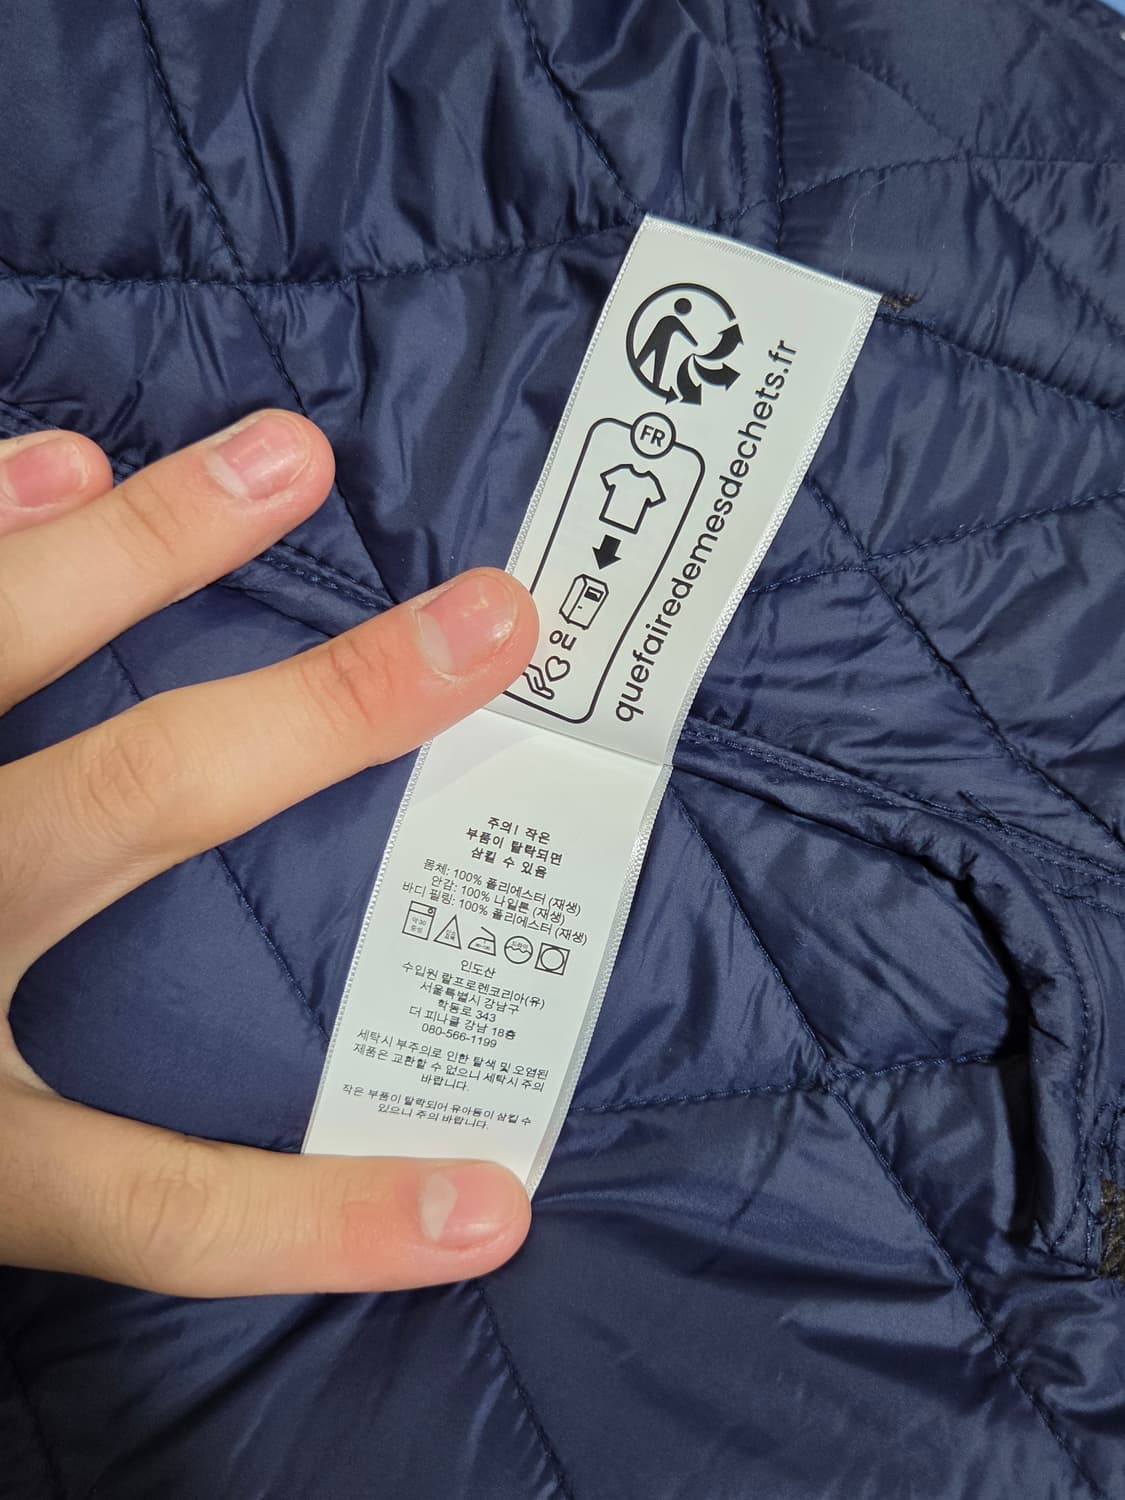 FR
OU
quefairedemesdechets.fr
주의! 작은
부품이 탈락되면
삼킬 수 있음
몸체: 100% 폴리에스터 (재생)
안감: 100% 나일론 (재생)
바디 필링: 100% 폴리에스터 (재생)
약 30
중성
인도산
수입원 랄프로렌코리아(유)
서울특별시 강남구
학동로 343
더 피나클 강남 18층
080-566-1199
세탁시 부주의로 인한 탈색 및 오염된
제품은 교환할 수 없으니 세탁시 주의
바랍니다.
작은 부품이 탈락되어 유아등이 삼킬 수
있으니 주의 바랍니다.